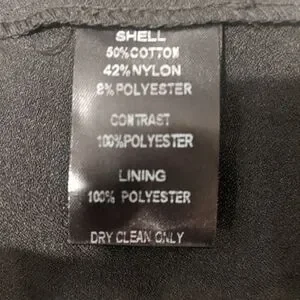 SHELL
50%COTTON
42%NYLON
8%POLYESTER
CONTRAST
100%POLYESTER
LINING
100% POLYESTER
DRY CLEAN ONLY